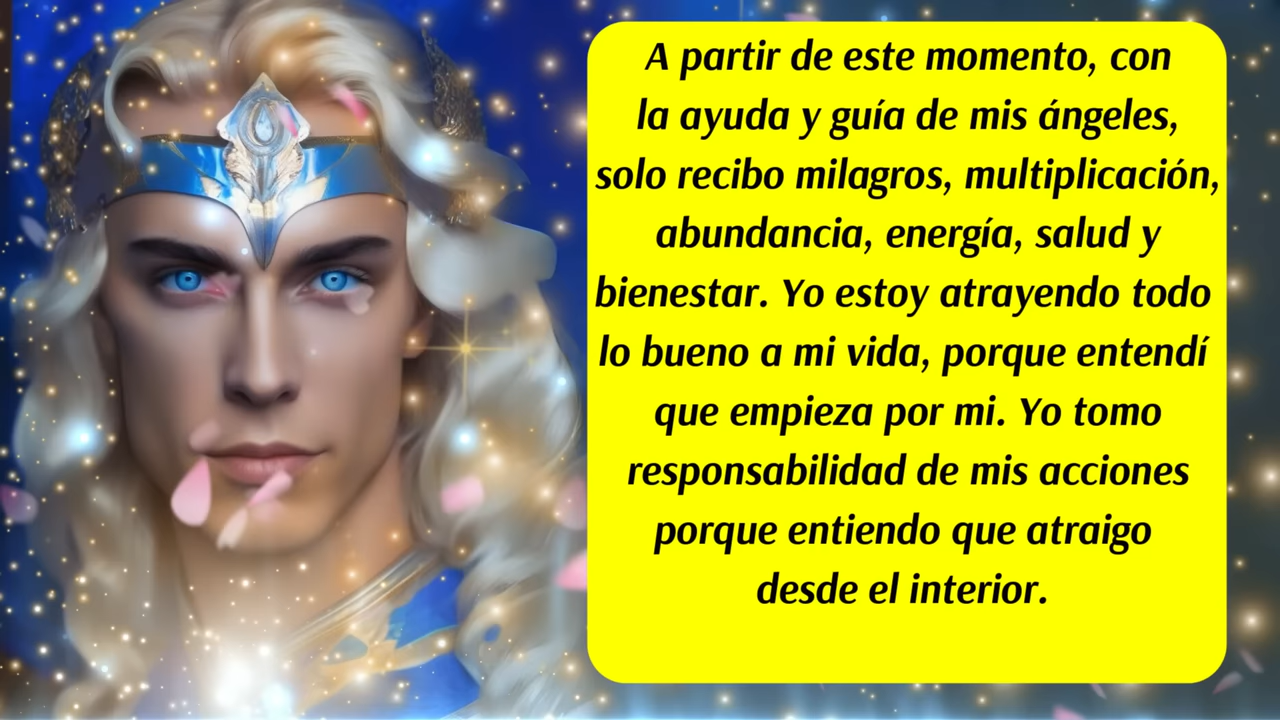 A partir de este momento, con
la ayuda y guía de mis ángeles,
solo recibo milagros, multiplicación,
abundancia, energía, salud y
bienestar. Yo estoy atrayendo todo
lo bueno a mi vida, porque entendí
que empieza por mi. Yo tomo
responsabilidad de mis acciones
porque entiendo que atraigo
desde el interior.